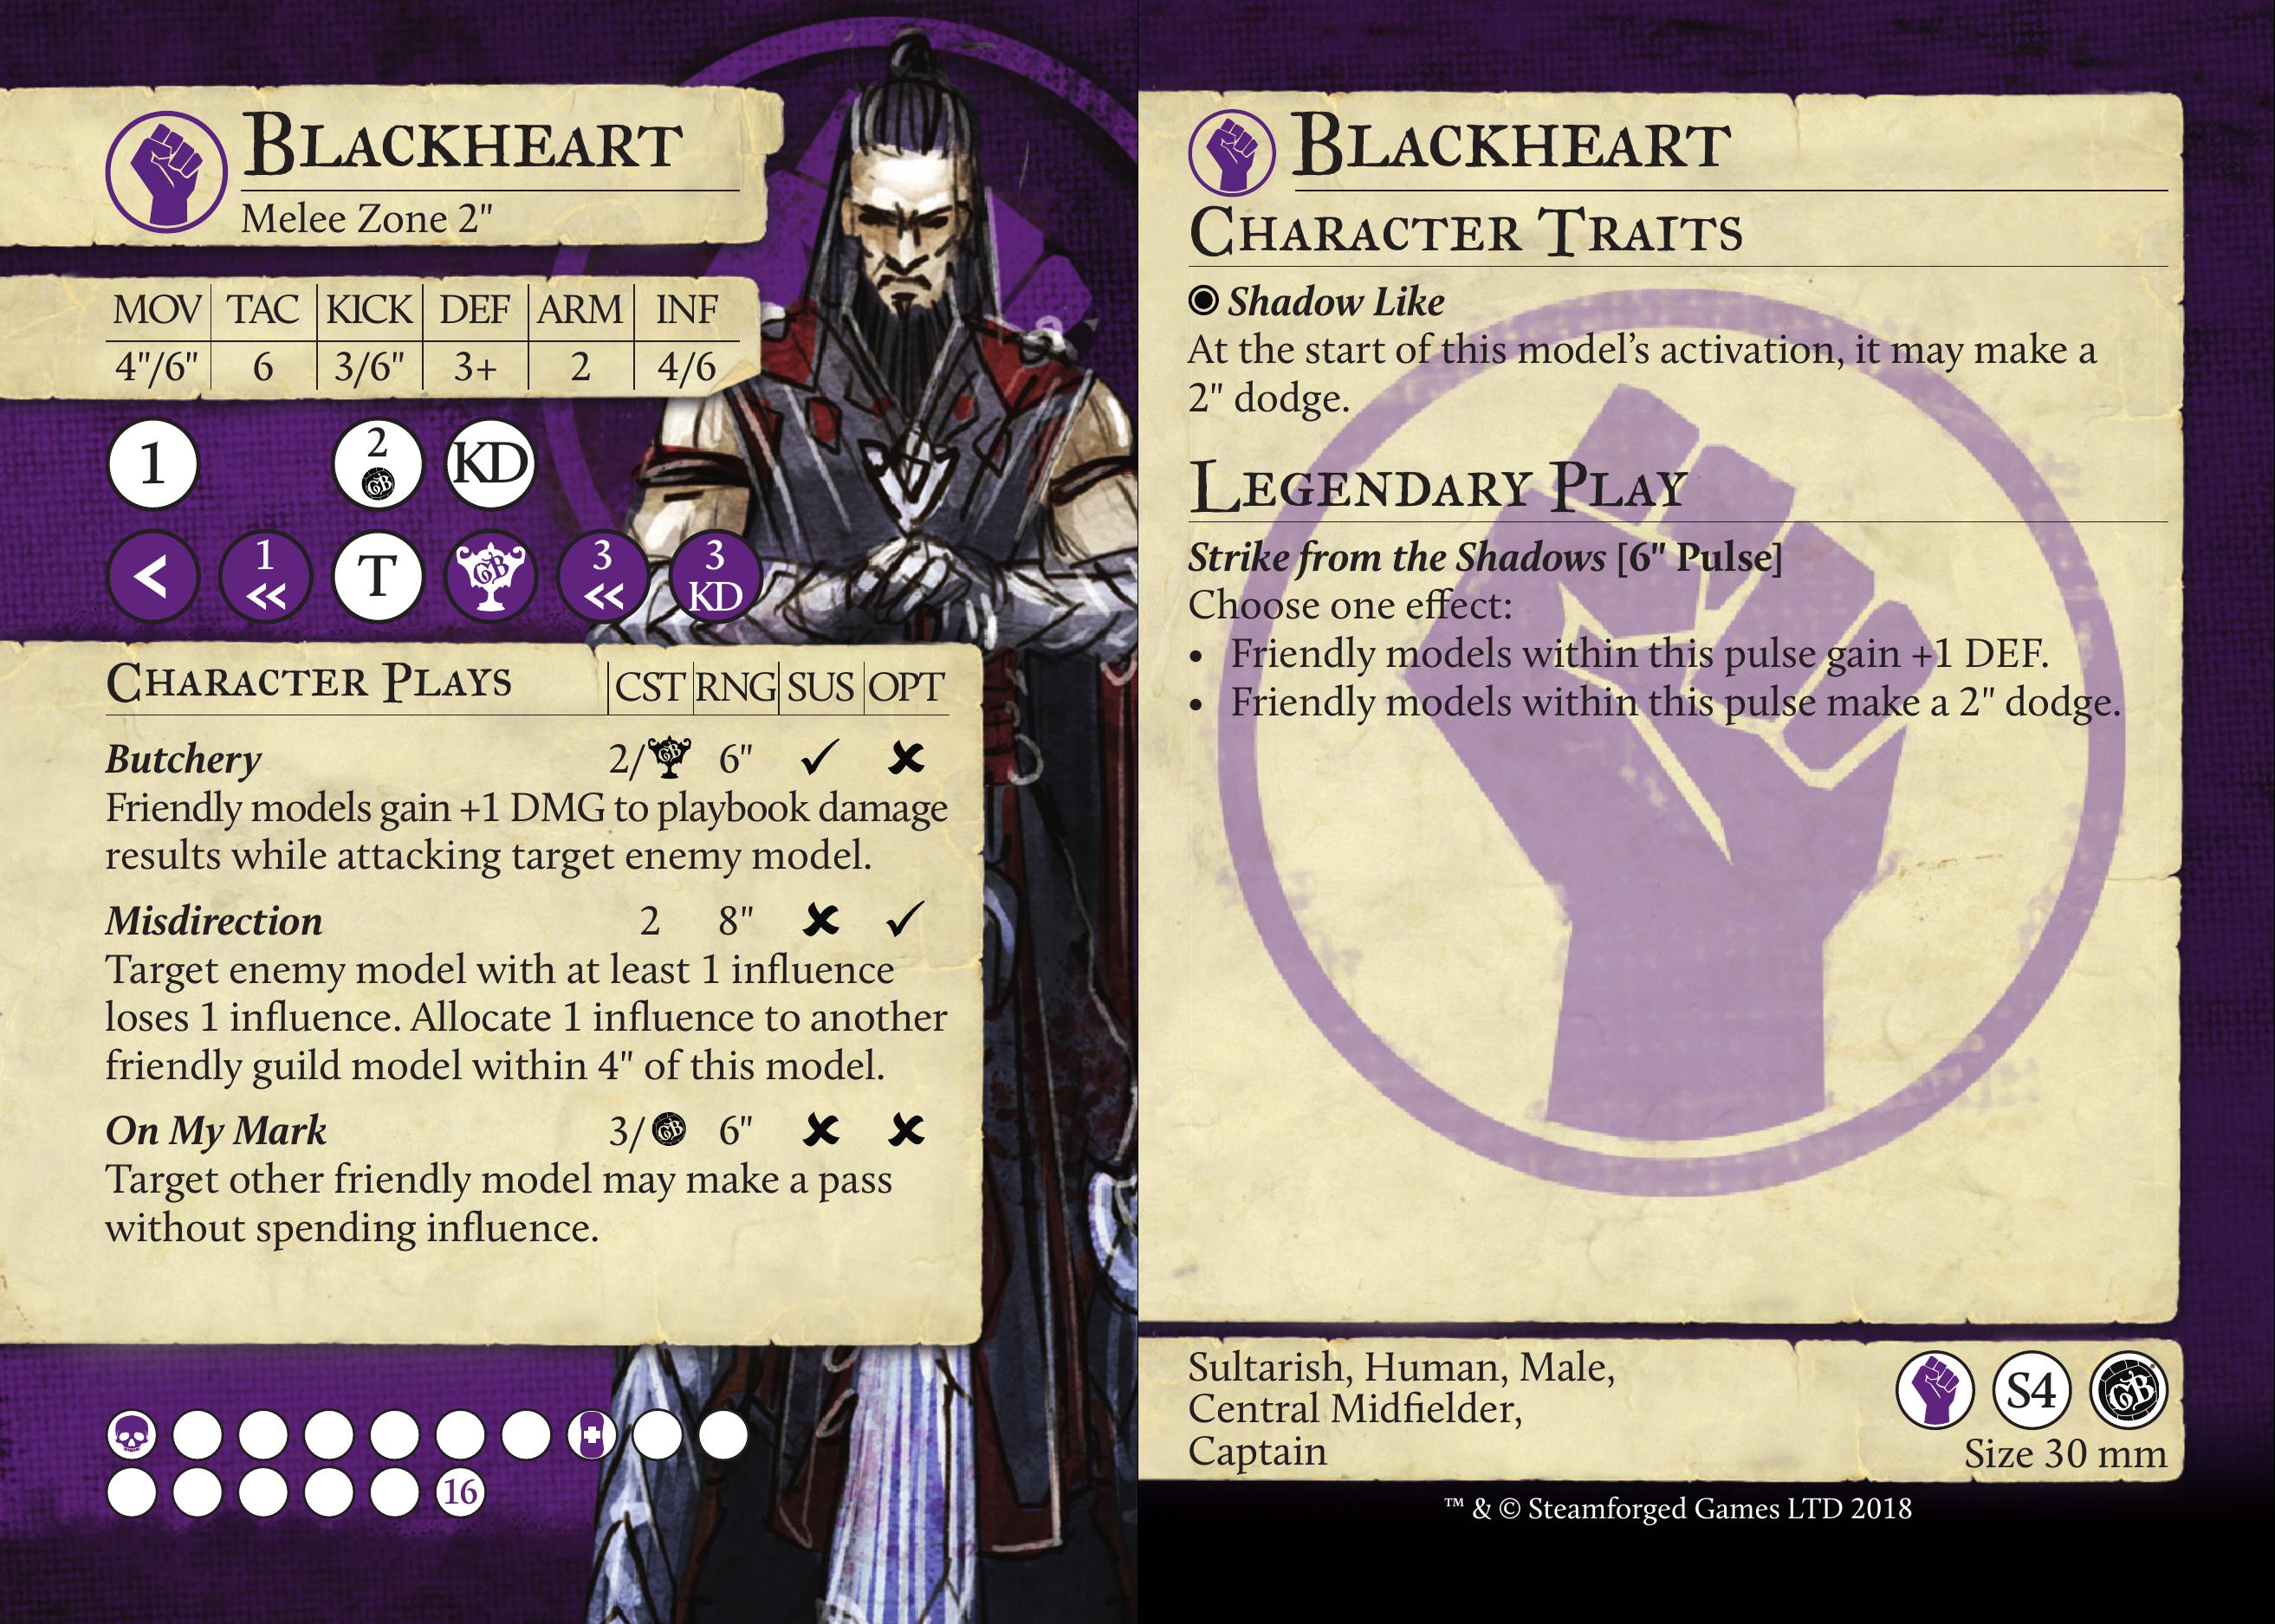 BLACKHEART
Melee Zone 2"
MOV TAC KICK DEF ARM INF
4"/6" 6 3/6" 3+ 2 4/6
1 2 GB KD
< 1 << T GB 3 << 3 KD
CHARACTER PLAYS CST RNG SUS OPT
Butchery 2/GB 6" ✓ ✘
Friendly models gain +1 DMG to playbook damage
results while attacking target enemy model.
Misdirection 2 8" ✘ ✓
Target enemy model with at least 1 influence
loses 1 influence. Allocate 1 influence to another
friendly guild model within 4" of this model.
On My Mark 3/GB 6" ✘ ✘
Target other friendly model may make a pass
without spending influence.
16
BLACKHEART
CHARACTER TRAITS
Shadow Like
At the start of this model's activation, it may make a
2" dodge.
LEGENDARY PLAY
Strike from the Shadows [6" Pulse]
Choose one effect:
• Friendly models within this pulse gain +1 DEF.
• Friendly models within this pulse make a 2" dodge.
Sultarish, Human, Male,
Central Midfielder,
Captain
S4 GB
Size 30 mm
™ & © Steamforged Games LTD 2018